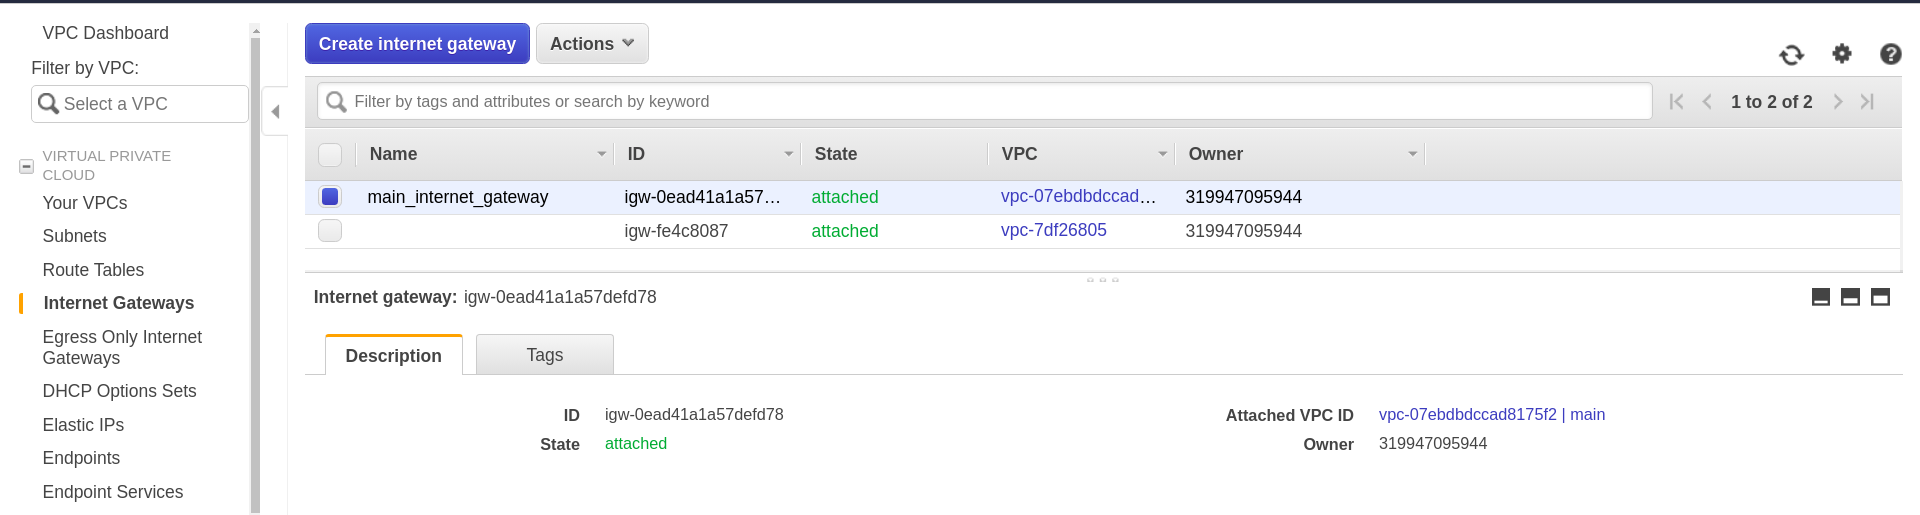 VPC Dashboard
Filter by VPC:
Select a VPC
VIRTUAL PRIVATE
CLOUD
Your VPCs
Subnets
Route Tables
Internet Gateways
Egress Only Internet
Gateways
DHCP Options Sets
Elastic IPs
Endpoints
Endpoint Services
Create internet gateway Actions
Filter by tags and attributes or search by keyword 1 to 2 of 2
Name ID State VPC Owner
main_internet_gateway igw-0ead41a1a57… attached vpc-07ebdbdccad… 319947095944
igw-fe4c8087 attached vpc-7df26805 319947095944
Internet gateway: igw-0ead41a1a57defd78
Description Tags
ID igw-0ead41a1a57defd78 Attached VPC ID vpc-07ebdbdccad8175f2 | main
State attached Owner 319947095944